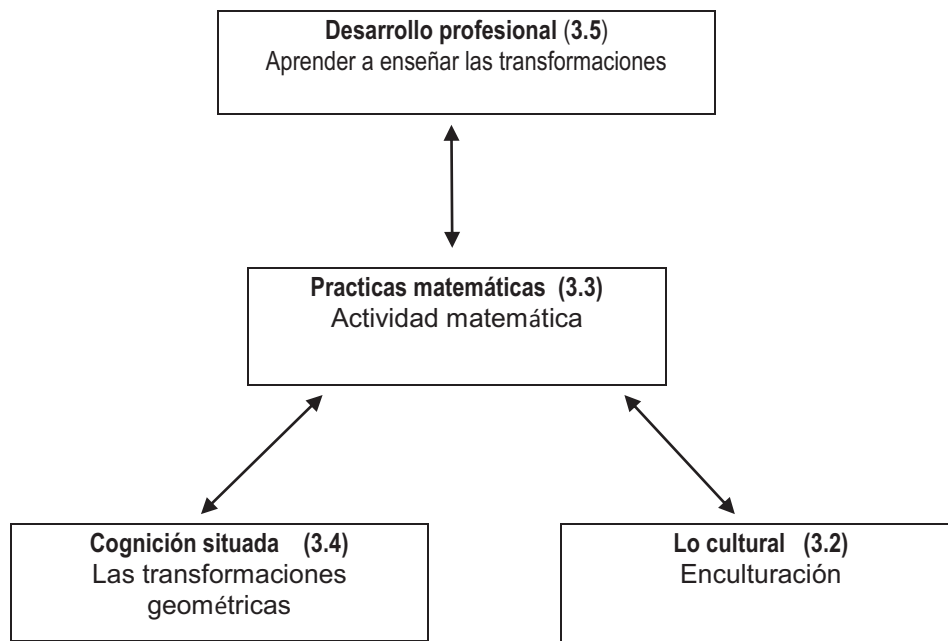 Desarrollo profesional (3.5)
Aprender a enseñar las transformaciones
Practicas matemáticas (3.3)
Actividad matemática
Cognición situada (3.4)
Las transformaciones
geométricas
Lo cultural (3.2)
Enculturación